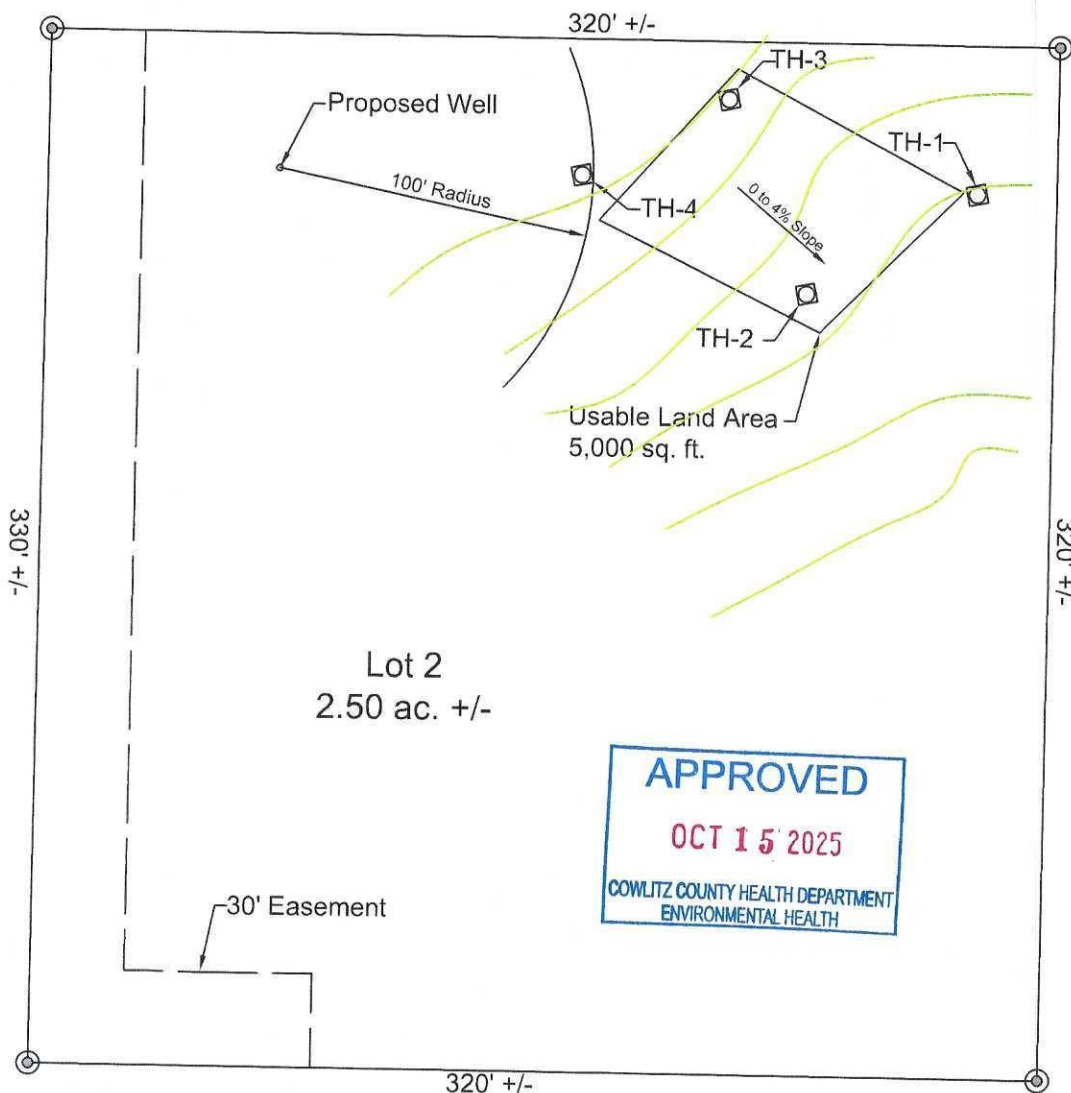 320' +/-
TH-3
Proposed Well
TH-1
100' Radius
TH-4
0 to 4% Slope
TH-2
Usable Land Area
5,000 sq. ft.
330' +/-
320' +/-
Lot 2
2.50 ac. +/-
APPROVED
OCT 15 2025
COWLITZ COUNTY HEALTH DEPARTMENT
ENVIRONMENTAL HEALTH
30' Easement
320' +/-